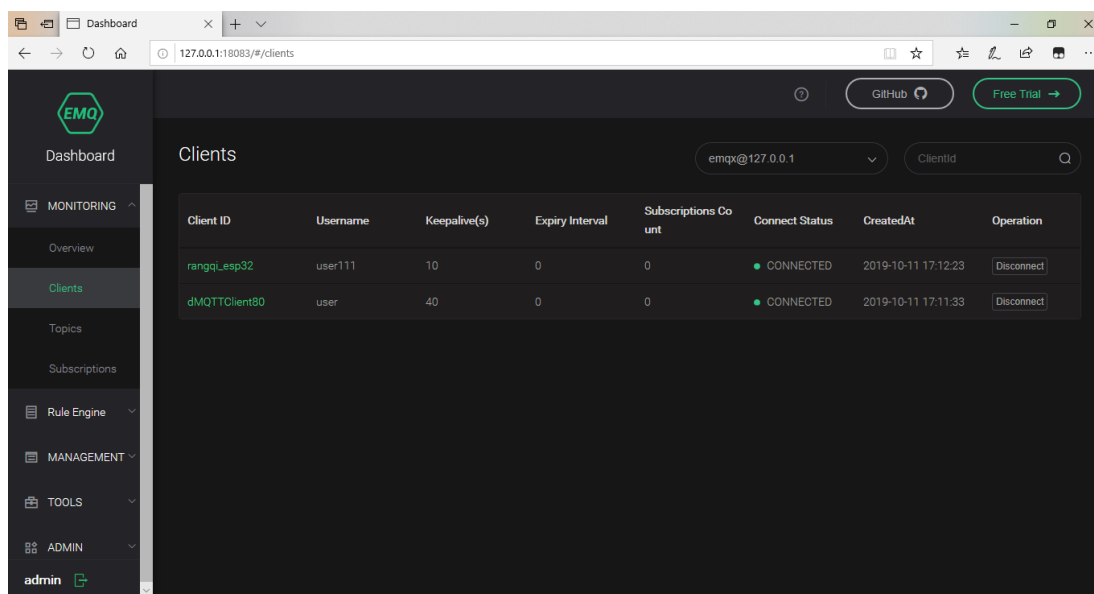 Dashboard
127.0.0.1:18083/#/clients
EMQ
Dashboard
GitHub
Free Trial →
Clients
emqx@127.0.0.1
ClientId
MONITORING
Overview
Clients
Topics
Subscriptions
Rule Engine
MANAGEMENT
TOOLS
ADMIN
admin
Client ID Username Keepalive(s) Expiry Interval Subscriptions Co
unt Connect Status CreatedAt Operation
rangqi_esp32 user111 10 0 0 CONNECTED 2019-10-11 17:12:23 Disconnect
dMQTTClient80 user 40 0 0 CONNECTED 2019-10-11 17:11:33 Disconnect